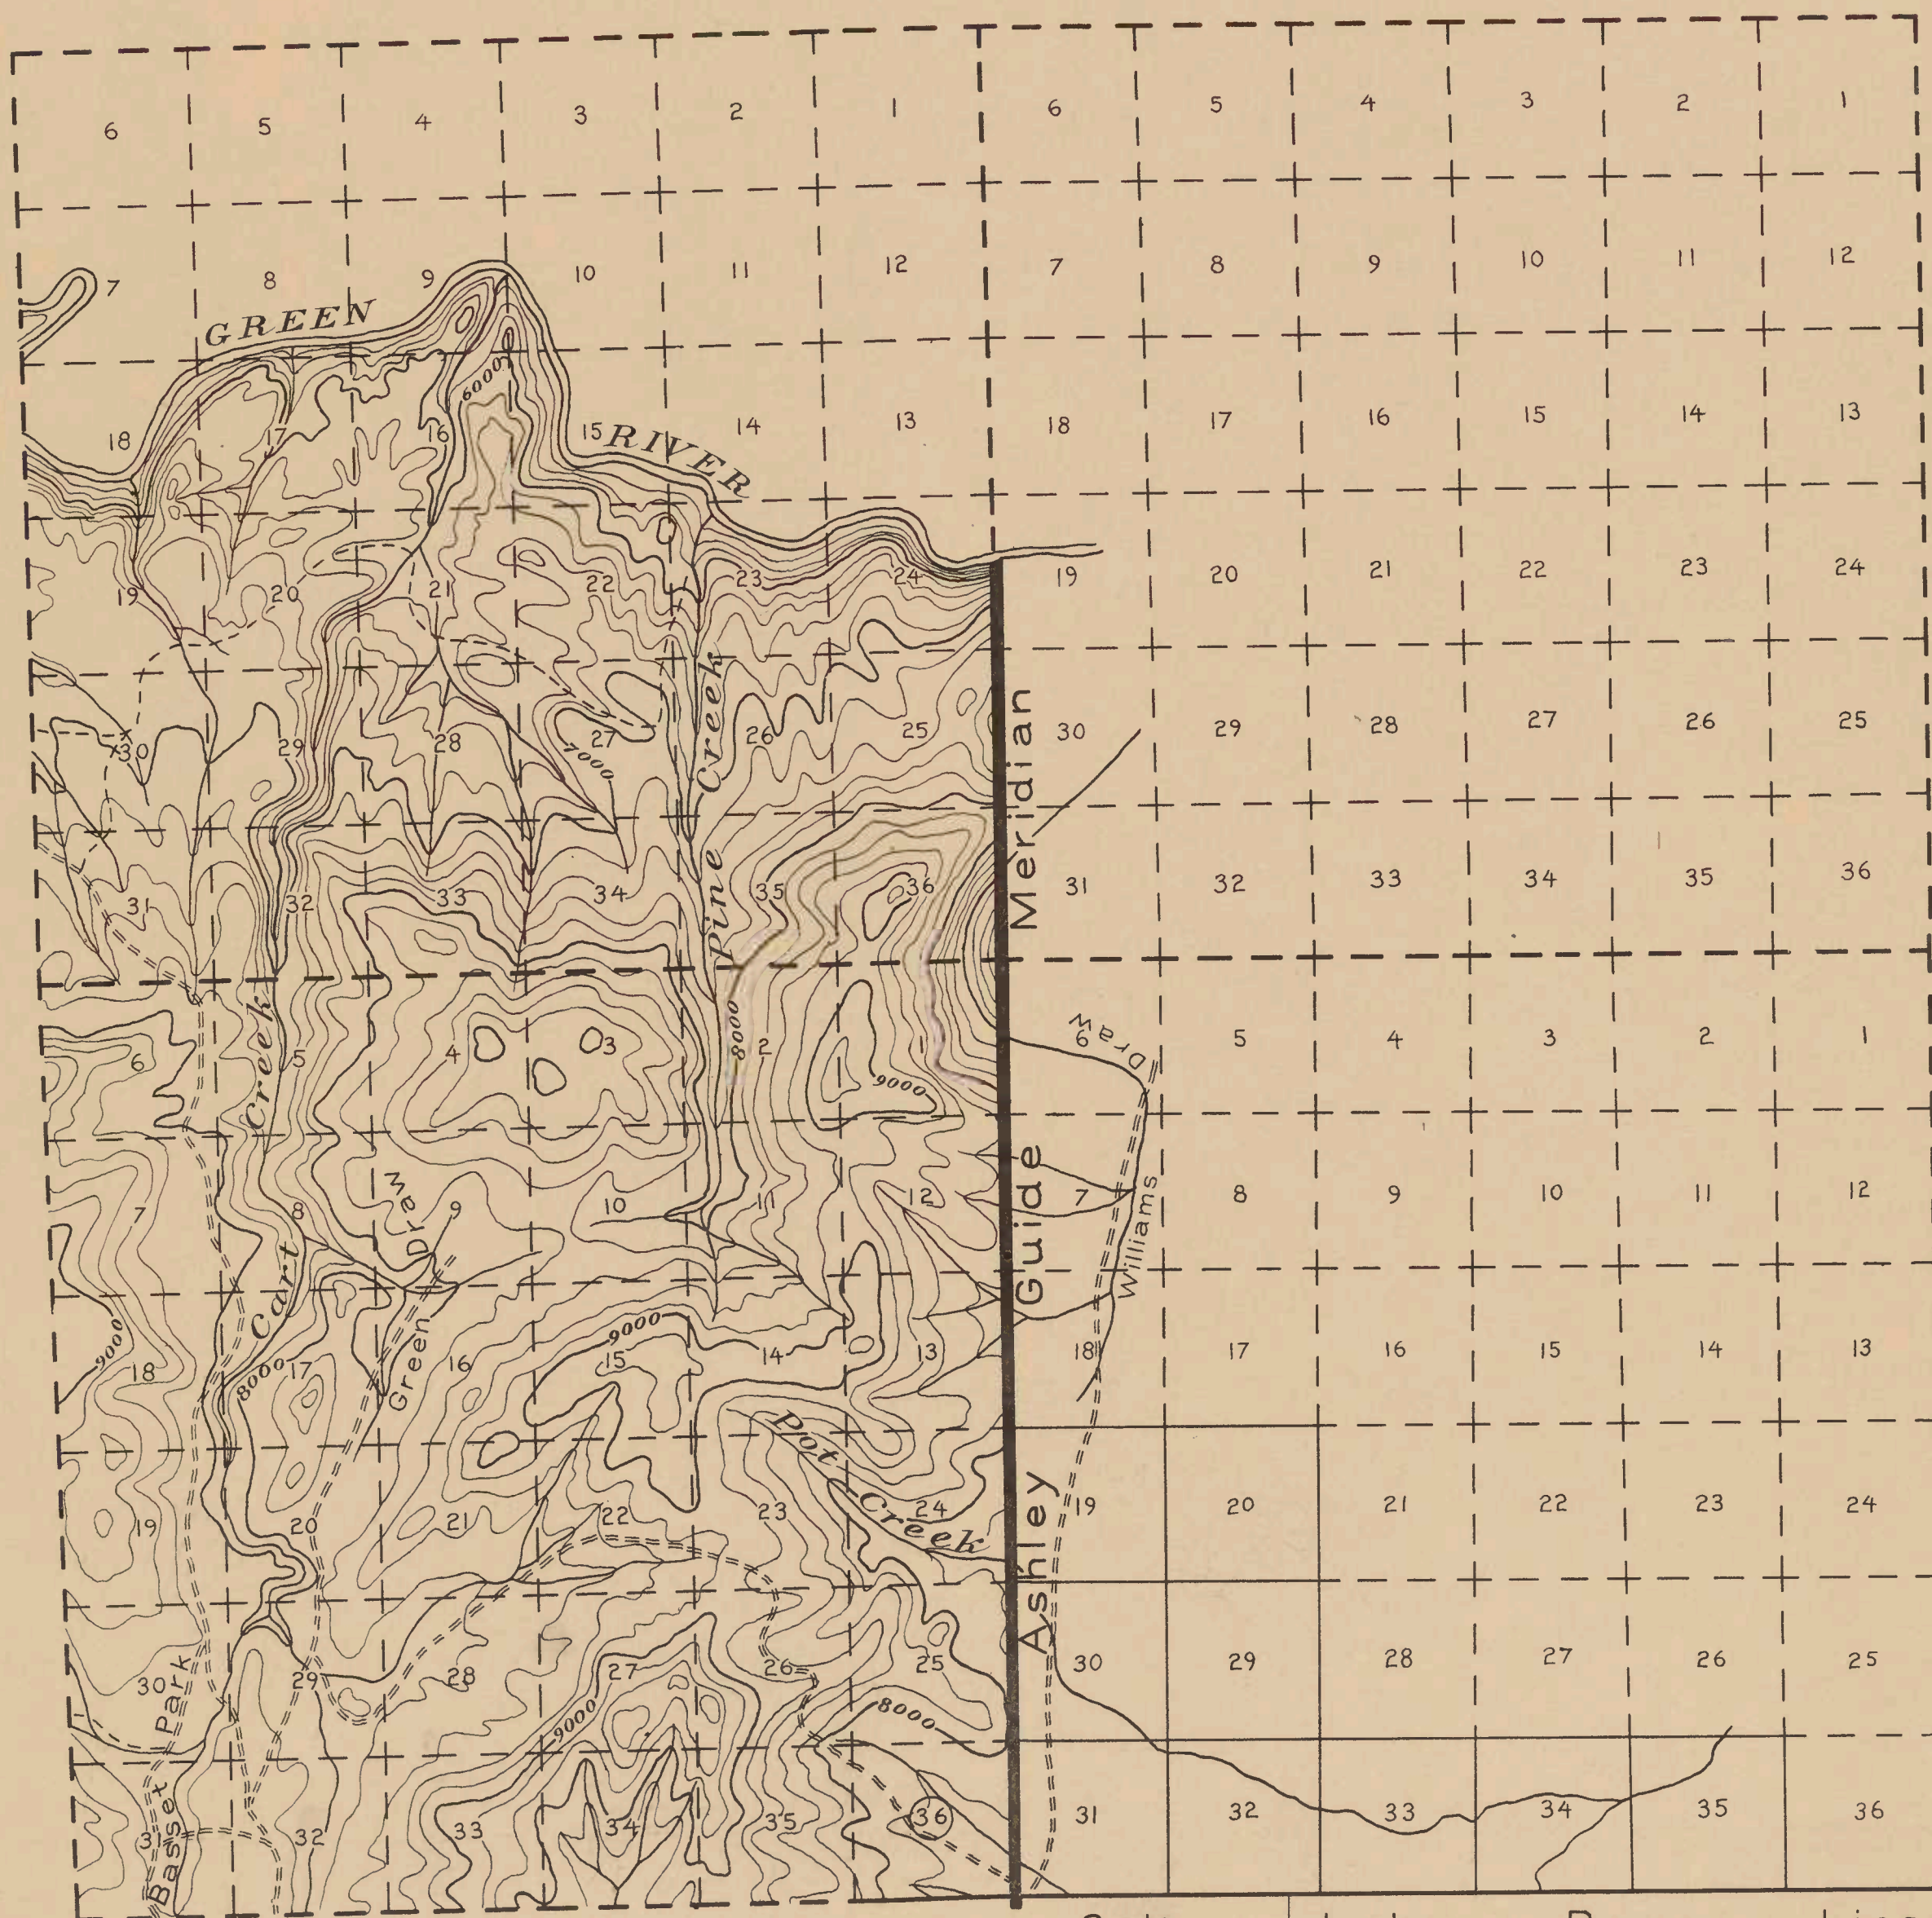 6 5 4 3 2 1 6 5 4 3 2 1
7 8 9 10 11 12 7 8 9 10 11 12
GREEN RIVER
6000
18 17 16 15 14 13 18 17 16 15 14 13
19 20 21 22 23 24 19 20 21 22 23 24
30 29 28 27 26 25 30 29 28 27 26 25
7000
Pine Creek
31 32 33 34 35 36 31 32 33 34 35 36
Ashley Guide Meridian
6 5 4 3 2 1 6 5 4 3 2 1
8000
9000
Williams Draw
Cart Creek
7 8 9 10 11 12 7 8 9 10 11 12
Green Draw
9000
8000
9000
18 17 16 15 14 13 18 17 16 15 14 13
Pot Creek
19 20 21 22 23 24 19 20 21 22 23 24
30 29 28 27 26 25 30 29 28 27 26 25
9000
8000
Basset Park
31 32 33 34 35 36 31 32 33 34 35 36